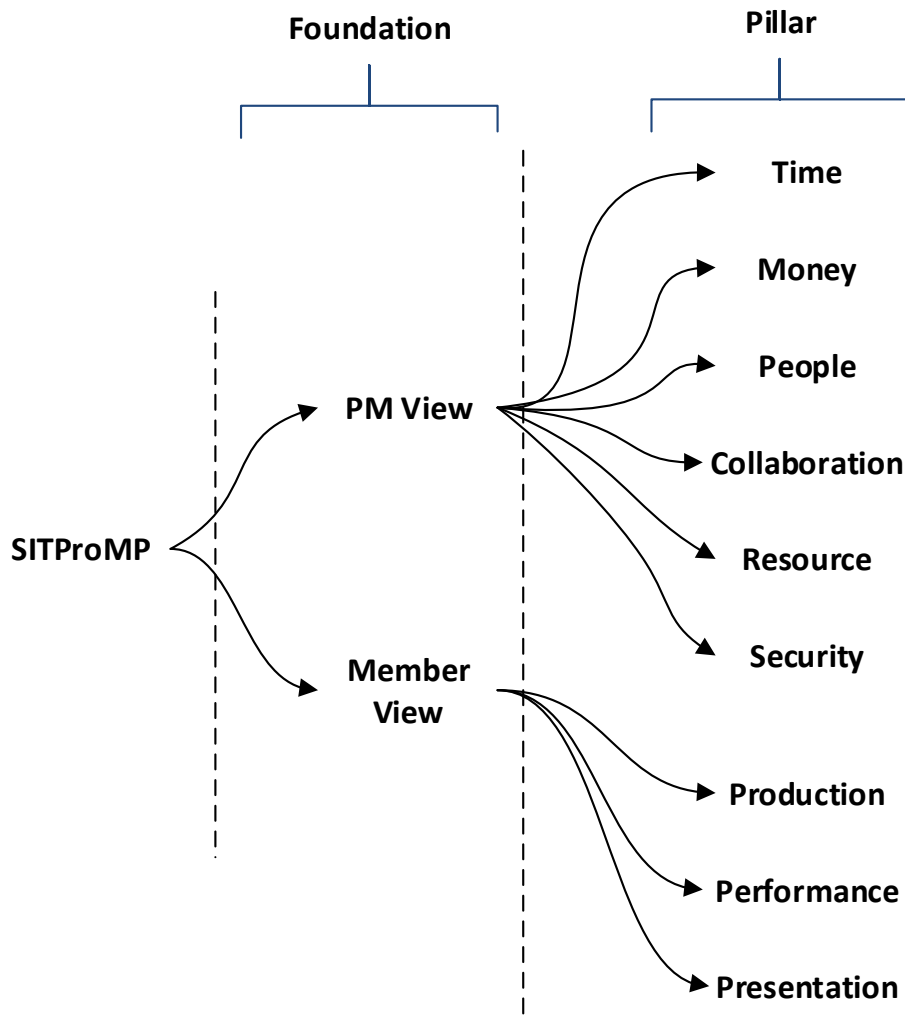 Foundation
Pillar
Time
Money
People
PM View
Collaboration
SITProMP
Resource
Security
Member
View
Production
Performance
Presentation